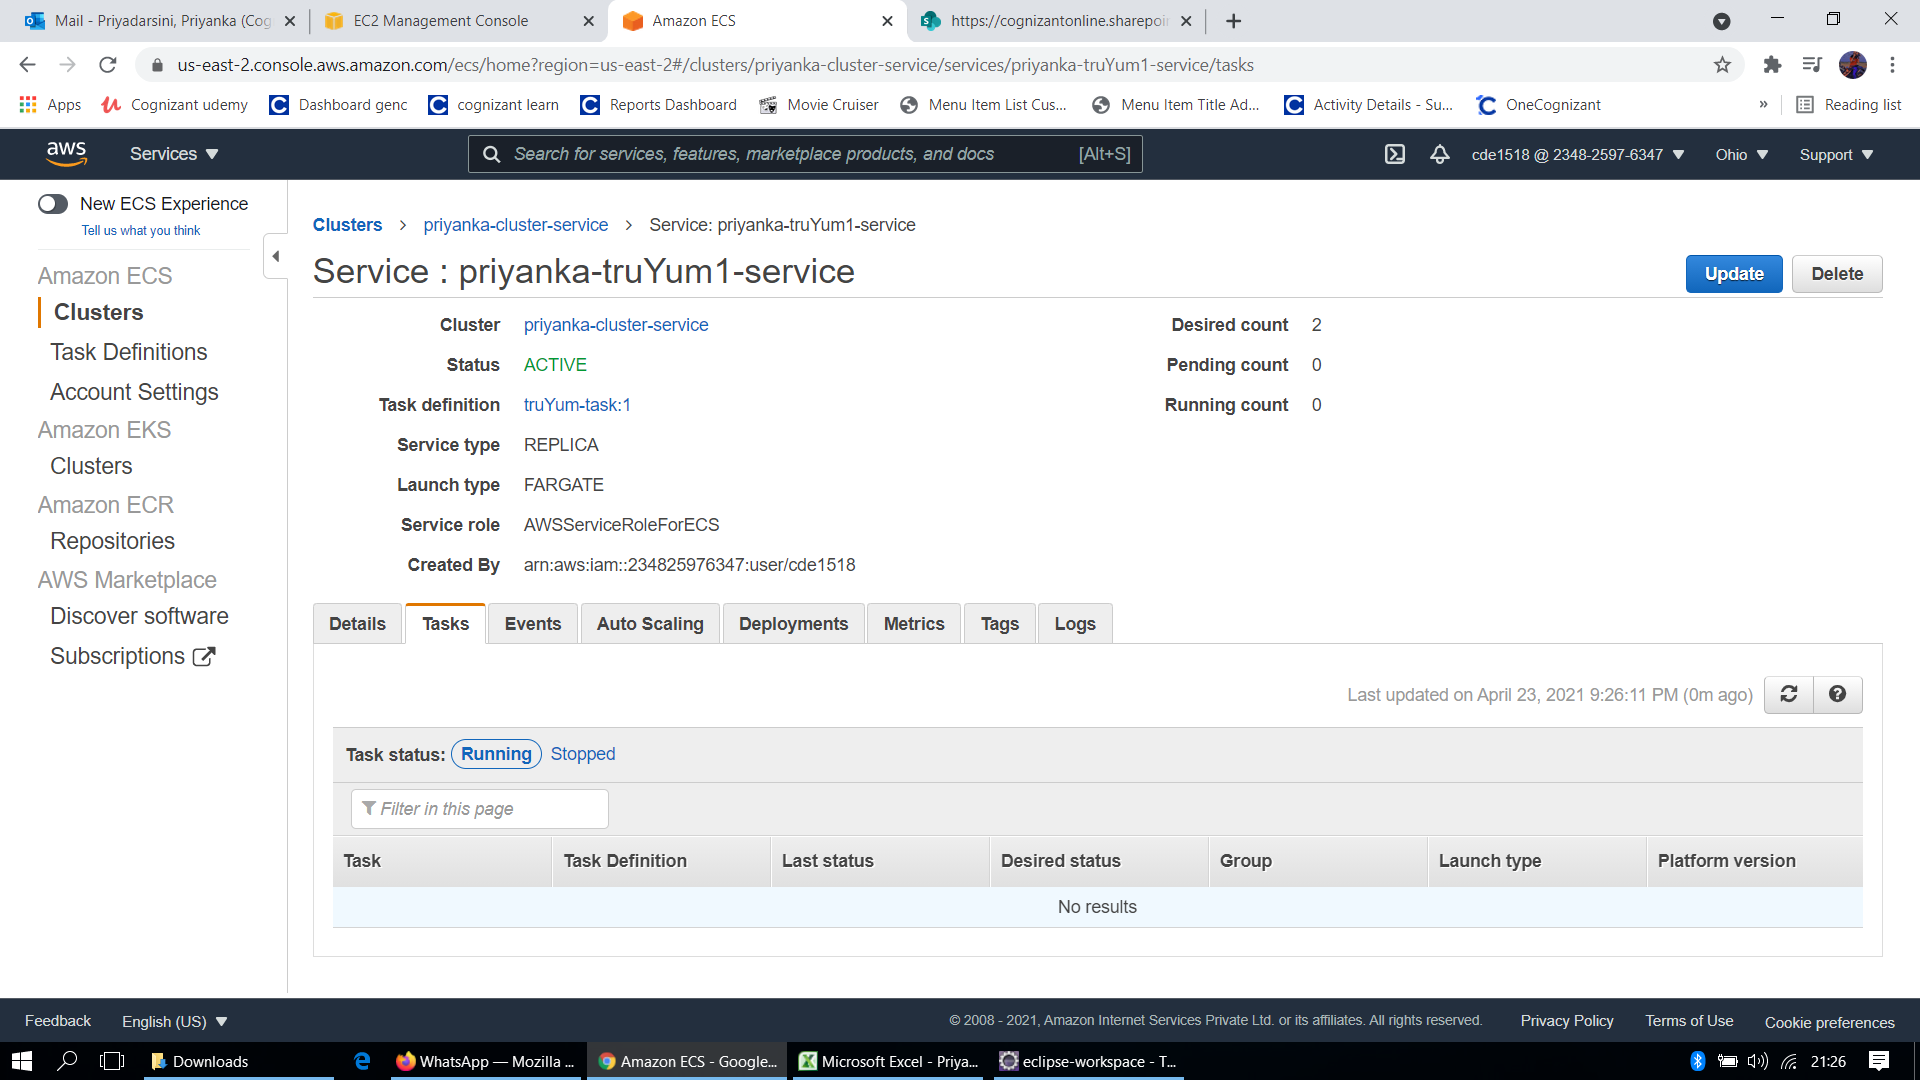 Mail - Priyadarsini, Priyanka (Cog
EC2 Management Console
Amazon ECS
https://cognizantonline.sharepoin
us-east-2.console.aws.amazon.com/ecs/home?region=us-east-2#/clusters/priyanka-cluster-service/services/priyanka-truYum1-service/tasks
Apps
Cognizant udemy
Dashboard genc
cognizant learn
Reports Dashboard
Movie Cruiser
Menu Item List Cus...
Menu Item Title Ad...
Activity Details - Su...
OneCognizant
»
Reading list
aws
Services
Search for services, features, marketplace products, and docs
[Alt+S]
cde1518 @ 2348-2597-6347
Ohio
Support
New ECS Experience
Tell us what you think
Amazon ECS
Clusters
Task Definitions
Account Settings
Amazon EKS
Clusters
Amazon ECR
Repositories
AWS Marketplace
Discover software
Subscriptions
Clusters > priyanka-cluster-service > Service: priyanka-truYum1-service
Service : priyanka-truYum1-service
Update
Delete
Cluster priyanka-cluster-service
Status ACTIVE
Task definition truYum-task:1
Service type REPLICA
Launch type FARGATE
Service role AWSServiceRoleForECS
Created By arn:aws:iam::234825976347:user/cde1518
Desired count 2
Pending count 0
Running count 0
Details
Tasks
Events
Auto Scaling
Deployments
Metrics
Tags
Logs
Last updated on April 23, 2021 9:26:11 PM (0m ago)
Task status: Running Stopped
Filter in this page
Task
Task Definition
Last status
Desired status
Group
Launch type
Platform version
No results
Feedback
English (US)
© 2008 - 2021, Amazon Internet Services Private Ltd. or its affiliates. All rights reserved.
Privacy Policy
Terms of Use
Cookie preferences
Downloads
WhatsApp — Mozilla ...
Amazon ECS - Google...
Microsoft Excel - Priya...
eclipse-workspace - T...
21:26